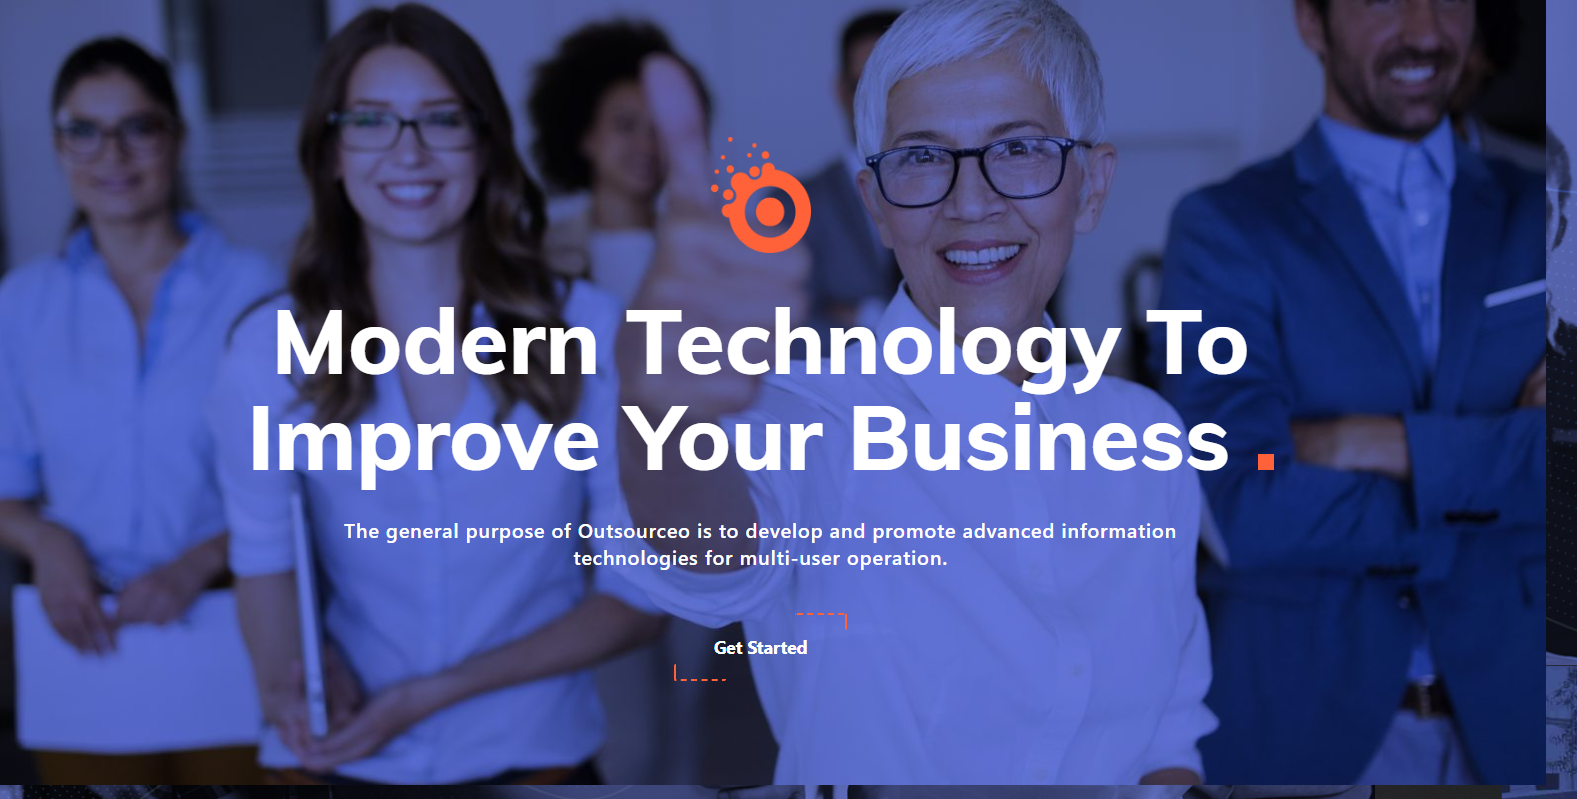 Modern Technology To
Improve Your Business .
The general purpose of Outsourceo is to develop and promote advanced information
technologies for multi-user operation.
Get Started